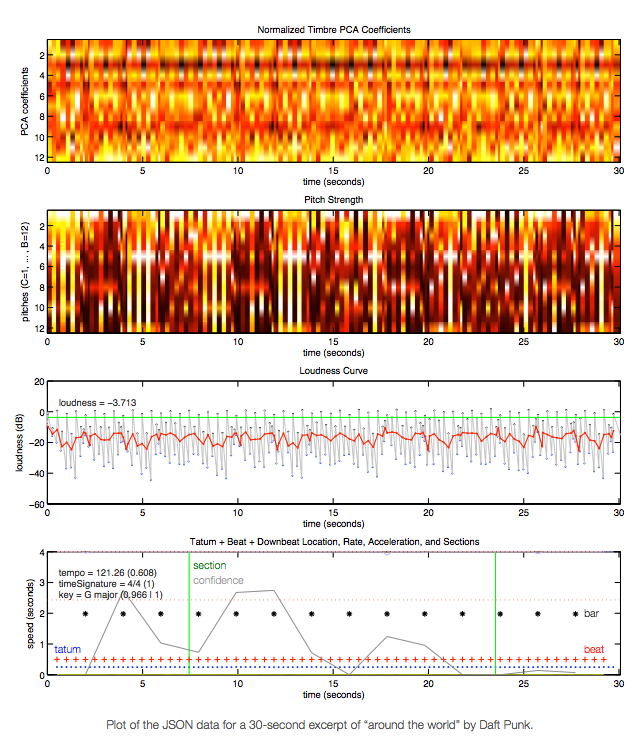 Normalized Timbre PCA Coefficients
PCA coefficients
2
4
6
8
10
12
0 5 10 15 20 25 30
time (seconds)
Pitch Strength
pitches (C=1, ... , B=12)
2
4
6
8
10
12
0 5 10 15 20 25 30
time (seconds)
Loudness Curve
loudness (dB)
20
0
−20
−40
−60
loudness = −3.713
0 5 10 15 20 25 30
time (seconds)
Tatum + Beat + Downbeat Location, Rate, Acceleration, and Sections
speed (seconds)
4
3
2
1
0
tempo = 121.26 (0.608)
timeSignature = 4/4 (1)
key = G major (0.966 | 1)
section
confidence
bar
tatum
beat
0 5 10 15 20 25 30
time (seconds)
Plot of the JSON data for a 30-second excerpt of “around the world” by Daft Punk.